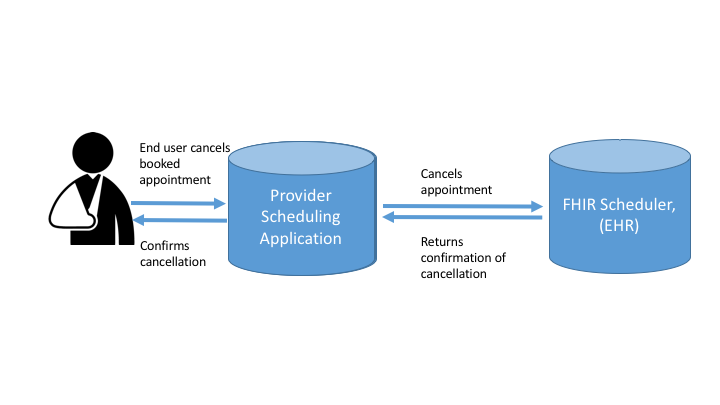 End user cancels
booked
appointment
Provider
Scheduling
Application
Confirms
cancellation
Cancels
appointment
Returns
confirmation of
cancellation
FHIR Scheduler,
(EHR)